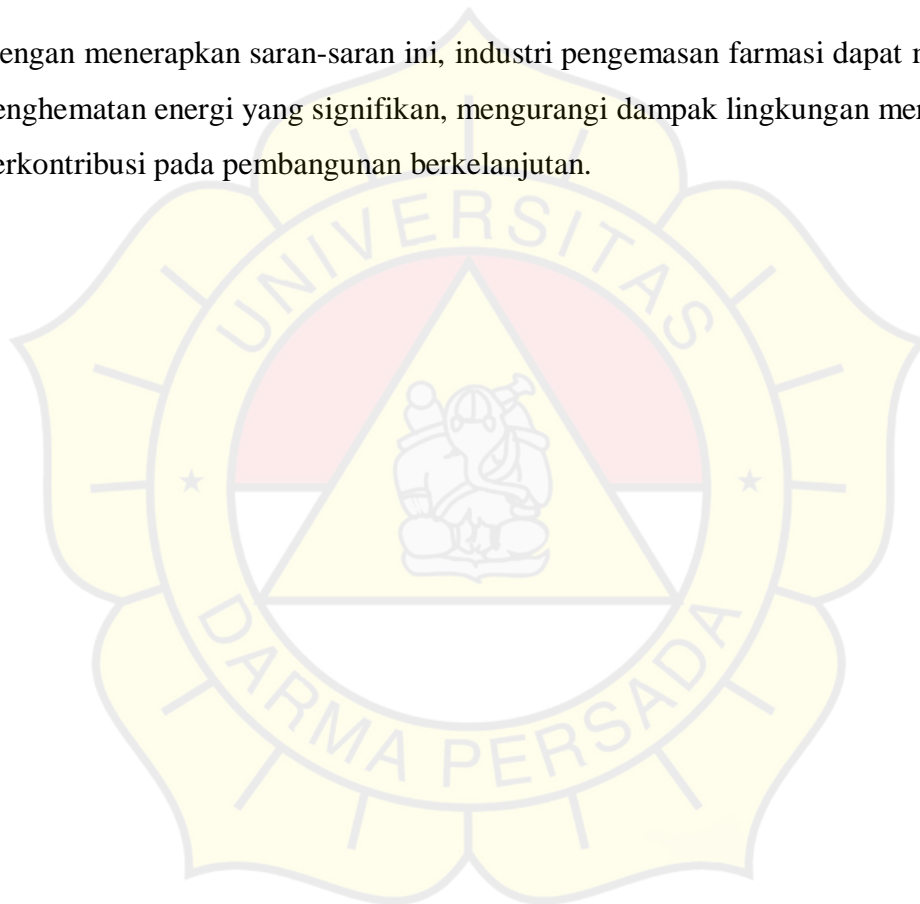 engan menerapkan saran-saran ini, industri pengemasan farmasi dapat
enghematan energi yang signifikan, mengurangi dampak lingkungan mer
erkontribusi pada pembangunan berkelanjutan.
UNIVERSITAS
DARMA PERSADA